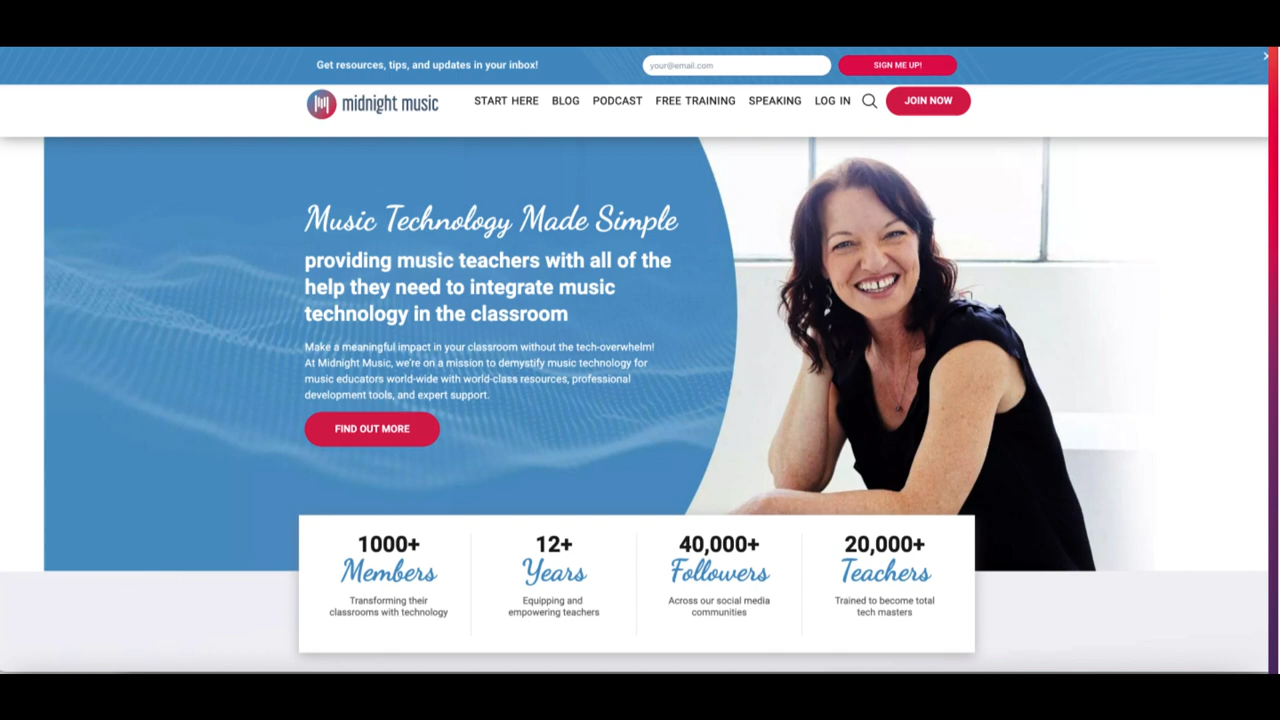 Get resources, tips, and updates in your inbox!
your@email.com
SIGN ME UP!
midnight music
START HERE
BLOG
PODCAST
FREE TRAINING
SPEAKING
LOG IN
JOIN NOW
Music Technology Made Simple
providing music teachers with all of the
help they need to integrate music
technology in the classroom
Make a meaningful impact in your classroom without the tech-overwhelm!
At Midnight Music, we're on a mission to demystify music technology for
music educators world-wide with world-class resources, professional
development tools, and expert support.
FIND OUT MORE
1000+
Members
Transforming their
classrooms with technology
12+
Years
Equipping and
empowering teachers
40,000+
Followers
Across our social media
communities
20,000+
Teachers
Trained to become total
tech masters